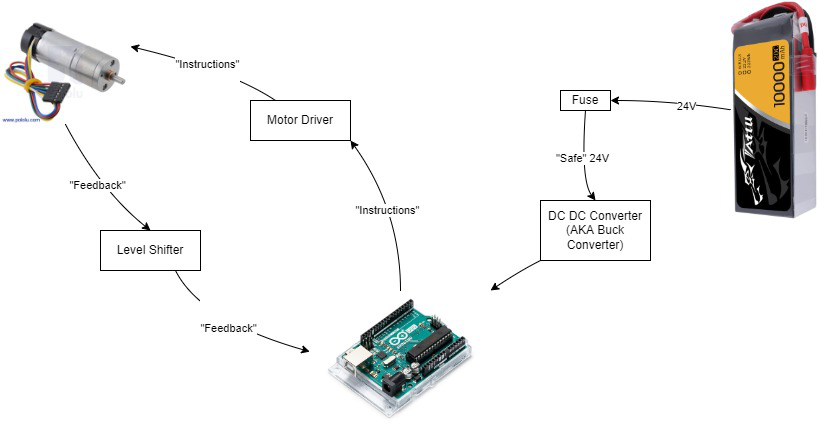 "Instructions"
Motor Driver
Fuse
24V
10000
mAh
TATTU
"Safe" 24V
"Feedback"
www.pololu.com
"Instructions"
DC DC Converter
(AKA Buck
Converter)
Level Shifter
"Feedback"